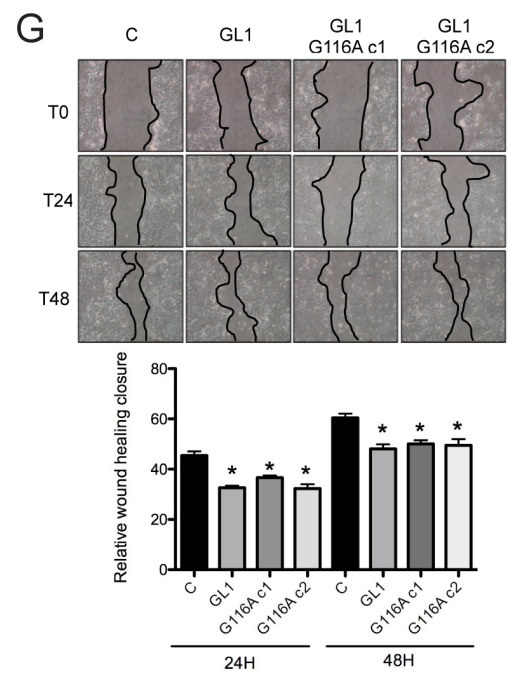 G
C
GL1
GL1
G116A c1
GL1
G116A c2
T0
T24
T48
Relative wound healing closure
80
60
40
20
0
*
*
*
*
*
*
C
GL1
G116A c1
G116A c2
C
GL1
G116A c1
G116A c2
24H
48H